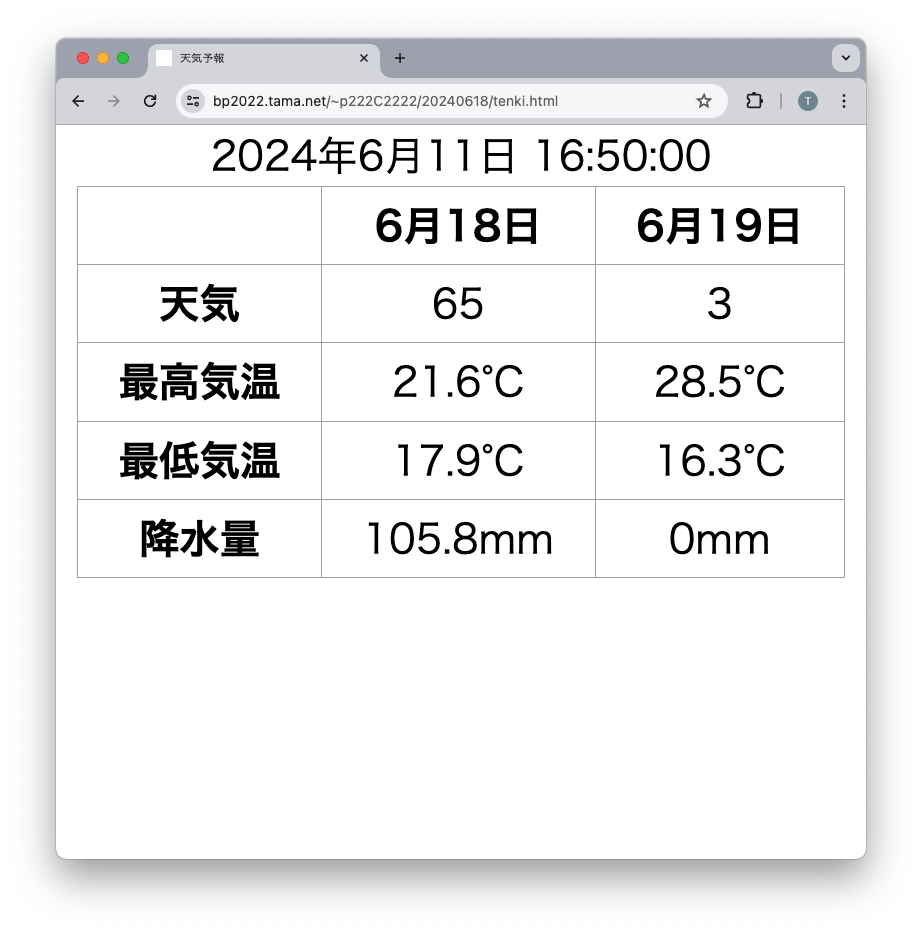 天気予報
bp2022.tama.net/~p222C2222/20240618/tenki.html
T
2024年6月11日 16:50:00
6月18日 6月19日
天気 65 3
最高気温 21.6℃ 28.5℃
最低気温 17.9℃ 16.3℃
降水量 105.8mm 0mm